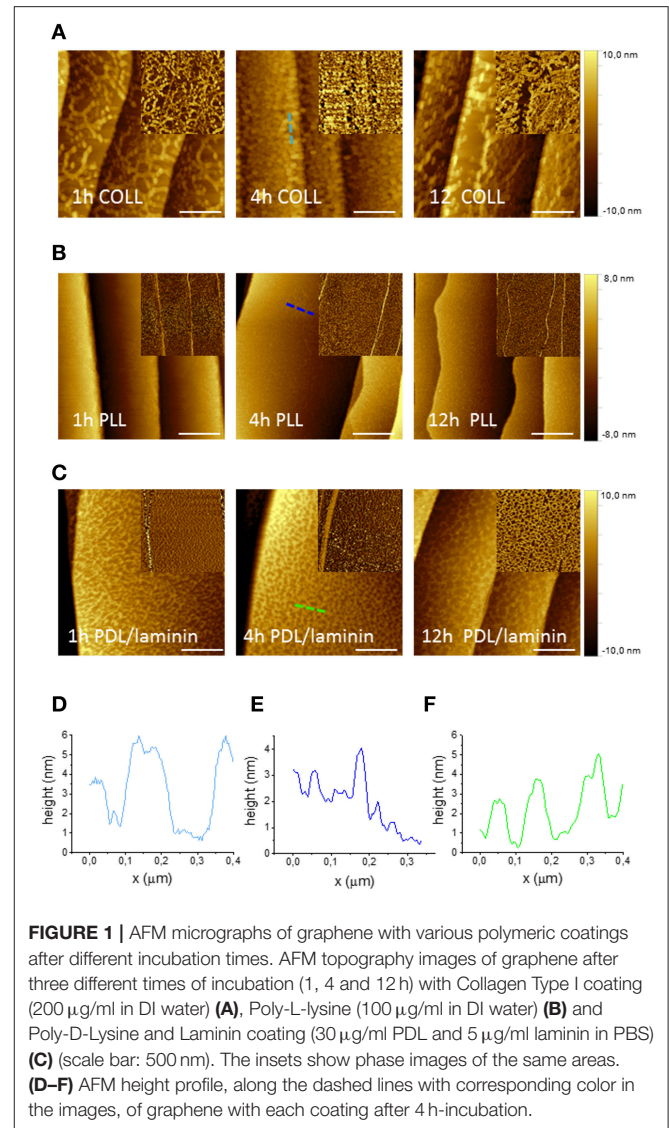 A
1h COLL
4h COLL
12 COLL
10,0 nm
-10,0 nm
B
1h PLL
4h PLL
12h PLL
8,0 nm
-8,0 nm
C
1h PDL/laminin
4h PDL/laminin
12h PDL/laminin
10,0 nm
-10,0 nm
D
height (nm)
6
5
4
3
2
1
0
0,0 0,1 0,2 0,3 0,4
x (μm)
E
height (nm)
4
3
2
1
0
0,0 0,1 0,2 0,3
x (μm)
F
height (nm)
6
5
4
3
2
1
0
0,0 0,1 0,2 0,3 0,4
x (μm)
FIGURE 1 | AFM micrographs of graphene with various polymeric coatings
after different incubation times. AFM topography images of graphene after
three different times of incubation (1, 4 and 12 h) with Collagen Type I coating
(200 μg/ml in DI water) (A), Poly-L-lysine (100 μg/ml in DI water) (B) and
Poly-D-Lysine and Laminin coating (30 μg/ml PDL and 5 μg/ml laminin in PBS)
(C) (scale bar: 500 nm). The insets show phase images of the same areas.
(D–F) AFM height profile, along the dashed lines with corresponding color in
the images, of graphene with each coating after 4 h-incubation.